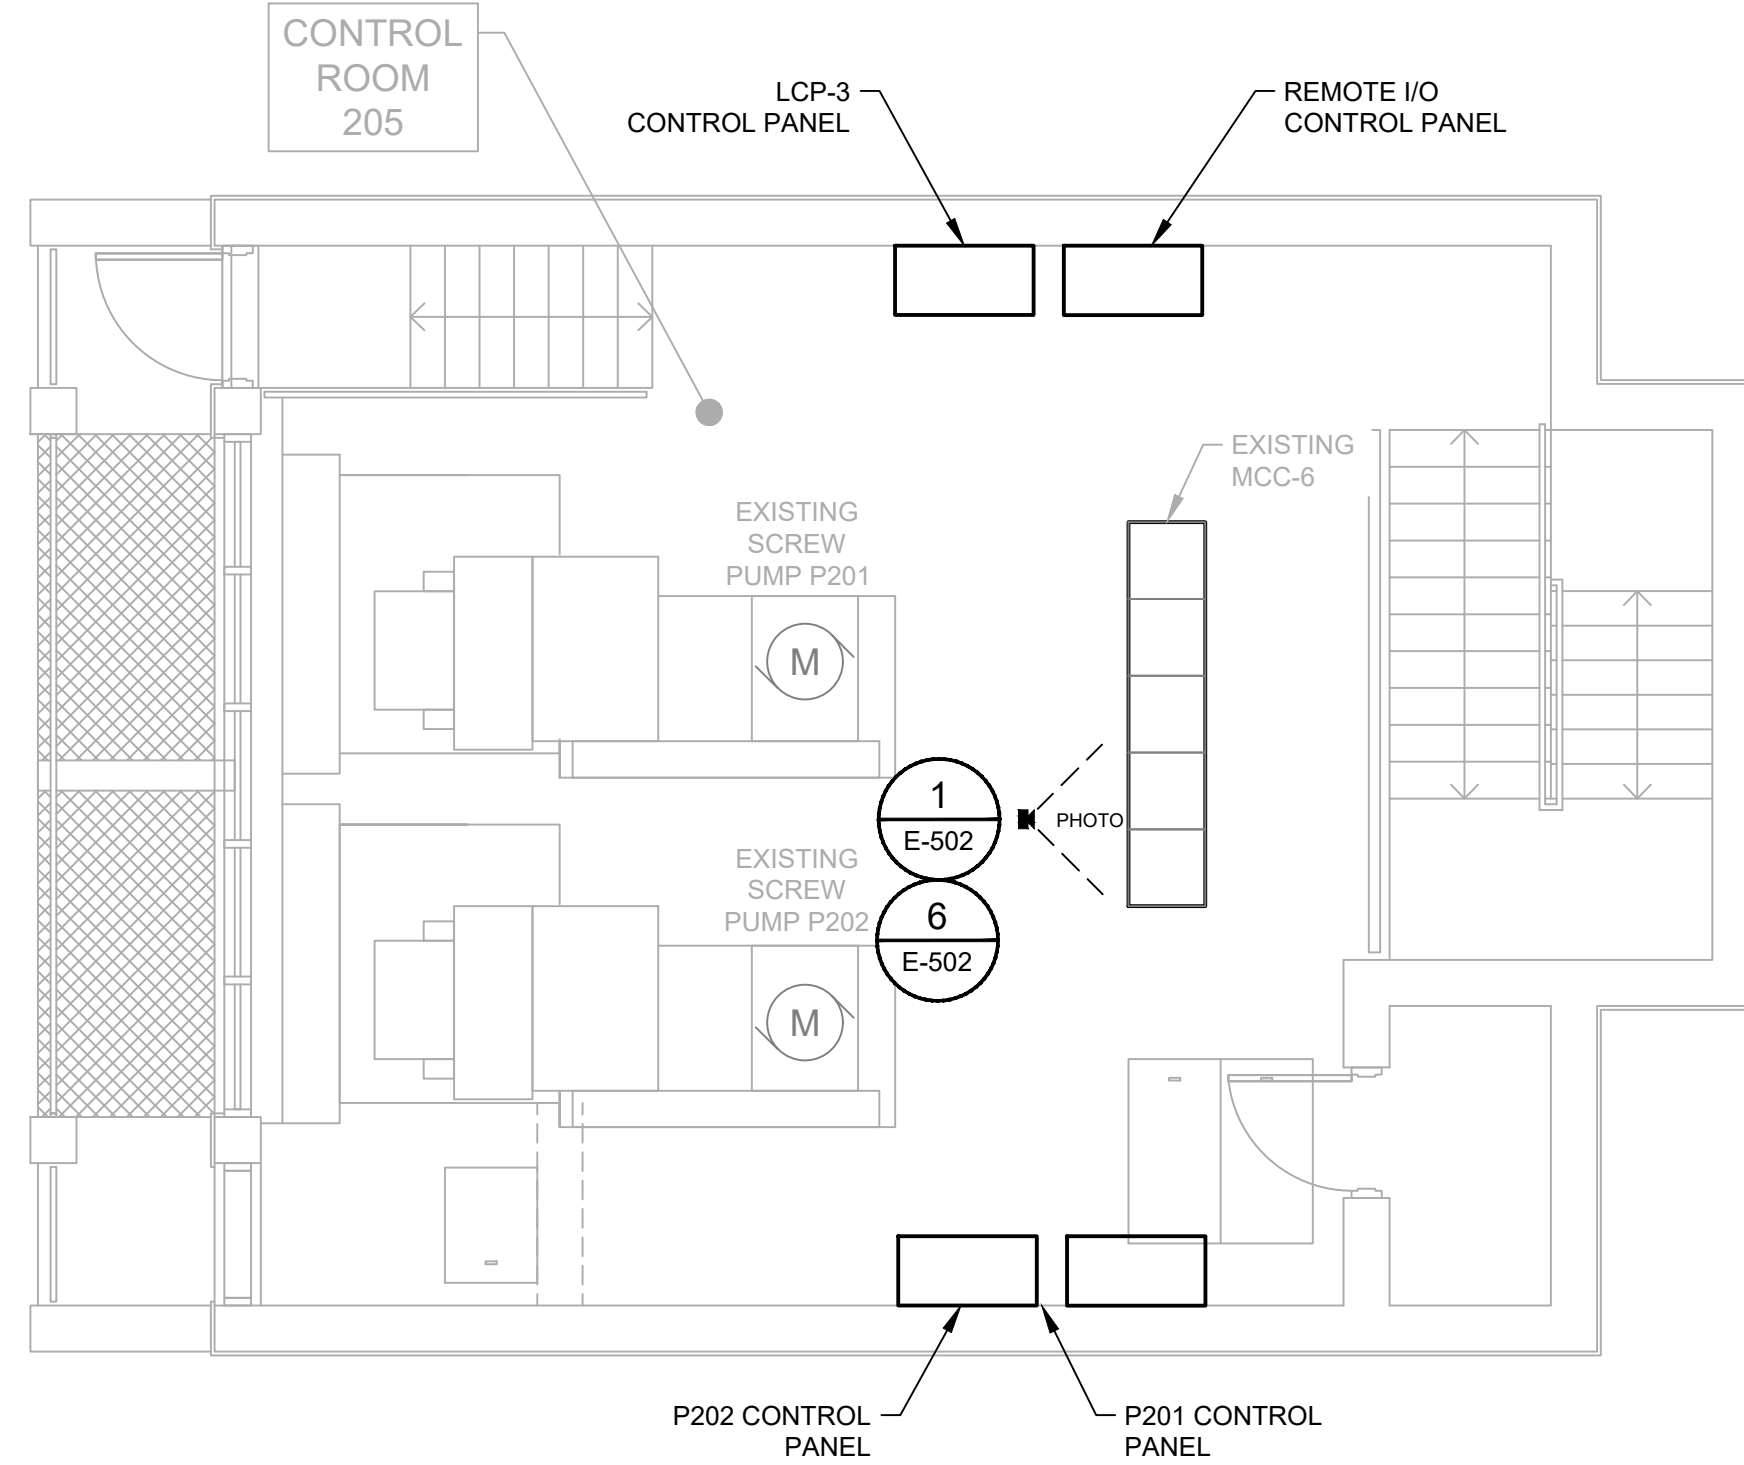 CONTROL
ROOM
205
LCP-3
CONTROL PANEL
REMOTE I/O
CONTROL PANEL
EXISTING
MCC-6
EXISTING
SCREW
PUMP P201
M
1
E-502
PHOTO
EXISTING
SCREW
PUMP P202
6
E-502
M
P202 CONTROL
PANEL
P201 CONTROL
PANEL